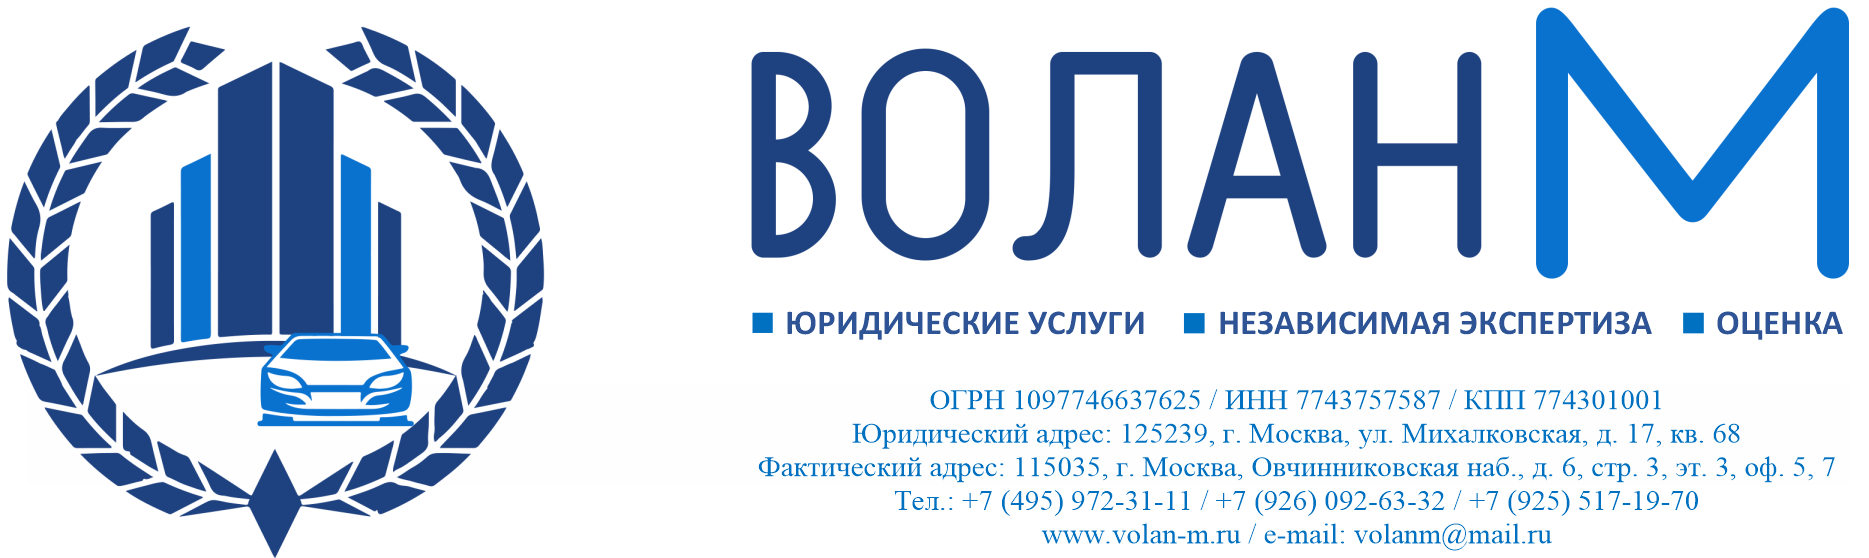 ВОЛАНМ
ЮРИДИЧЕСКИЕ УСЛУГИ НЕЗАВИСИМАЯ ЭКСПЕРТИЗА ОЦЕНКА
ОГРН 1097746637625 / ИНН 7743757587 / КПП 774301001
Юридический адрес: 125239, г. Москва, ул. Михалковская, д. 17, кв. 68
Фактический адрес: 115035, г. Москва, Овчинниковская наб., д. 6, стр. 3, эт. 3, оф. 5, 7
Тел.: +7 (495) 972-31-11 / +7 (926) 092-63-32 / +7 (925) 517-19-70
www.volan-m.ru / e-mail: volanm@mail.ru